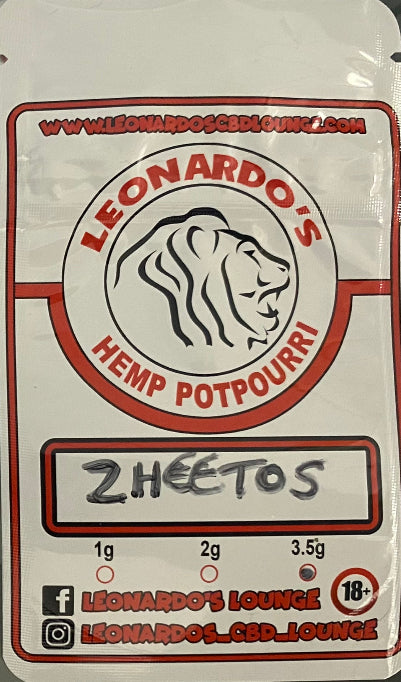 WWW.LEONARDOSCBDLOUNGE.COM
LEONARDO'S
HEMP POTPOURRI
ZHEETOS
1g 2g 3.5g
LEONARDO'S LOUNGE 18+
LEONARDOS_CBD_LOUNGE